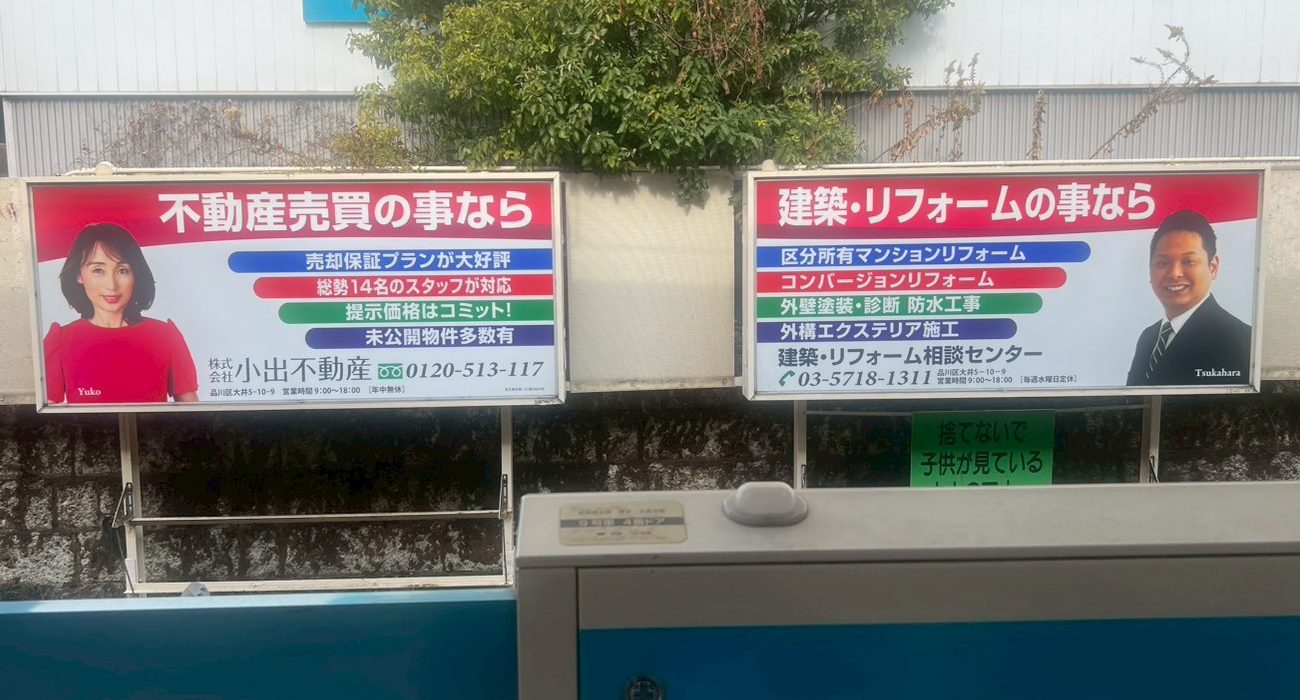 不動産売買の事なら
売却保証プランが大好評
総勢14名のスタッフが対応
提示価格はコミット!
未公開物件多数有
株式会社 小出不動産 0120-513-117
品川区大井5-10-9 営業時間 9:00〜18:00 [年中無休]
Yuko
建築・リフォームの事なら
区分所有マンションリフォーム
コンバージョンリフォーム
外壁塗装・診断 防水工事
外構エクステリア施工
建築・リフォーム相談センター
03-5718-1311 品川区大井5-10-9
営業時間 9:00〜18:00 [毎週水曜日定休]
Tsukahara
捨てないで
子供が見ている